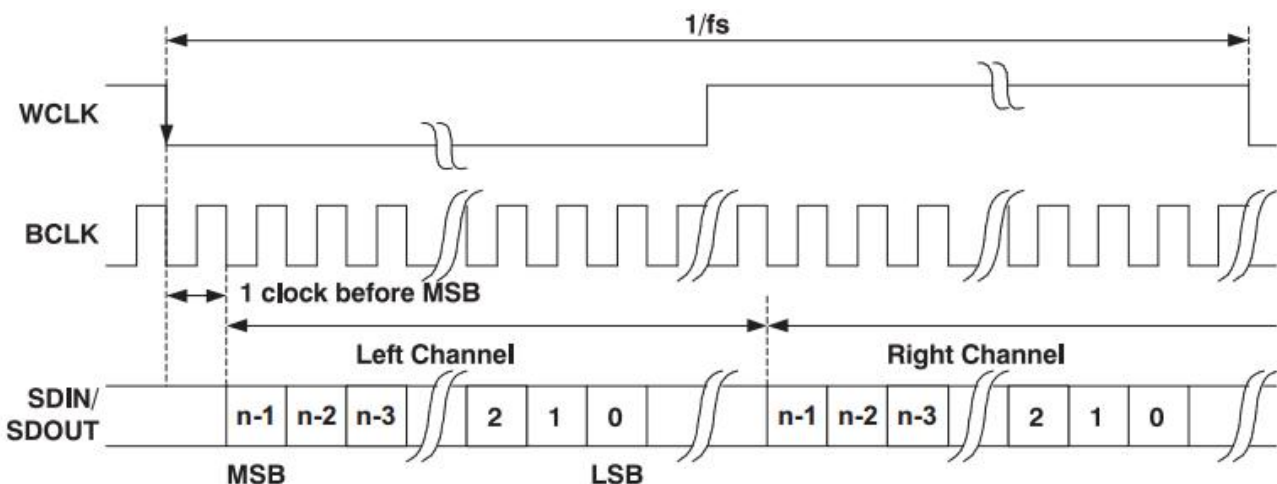 1/fs
WCLK
BCLK
1 clock before MSB
Left Channel
Right Channel
SDIN/
SDOUT
n-1 n-2 n-3 2 1 0 n-1 n-2 n-3 2 1 0
MSB LSB